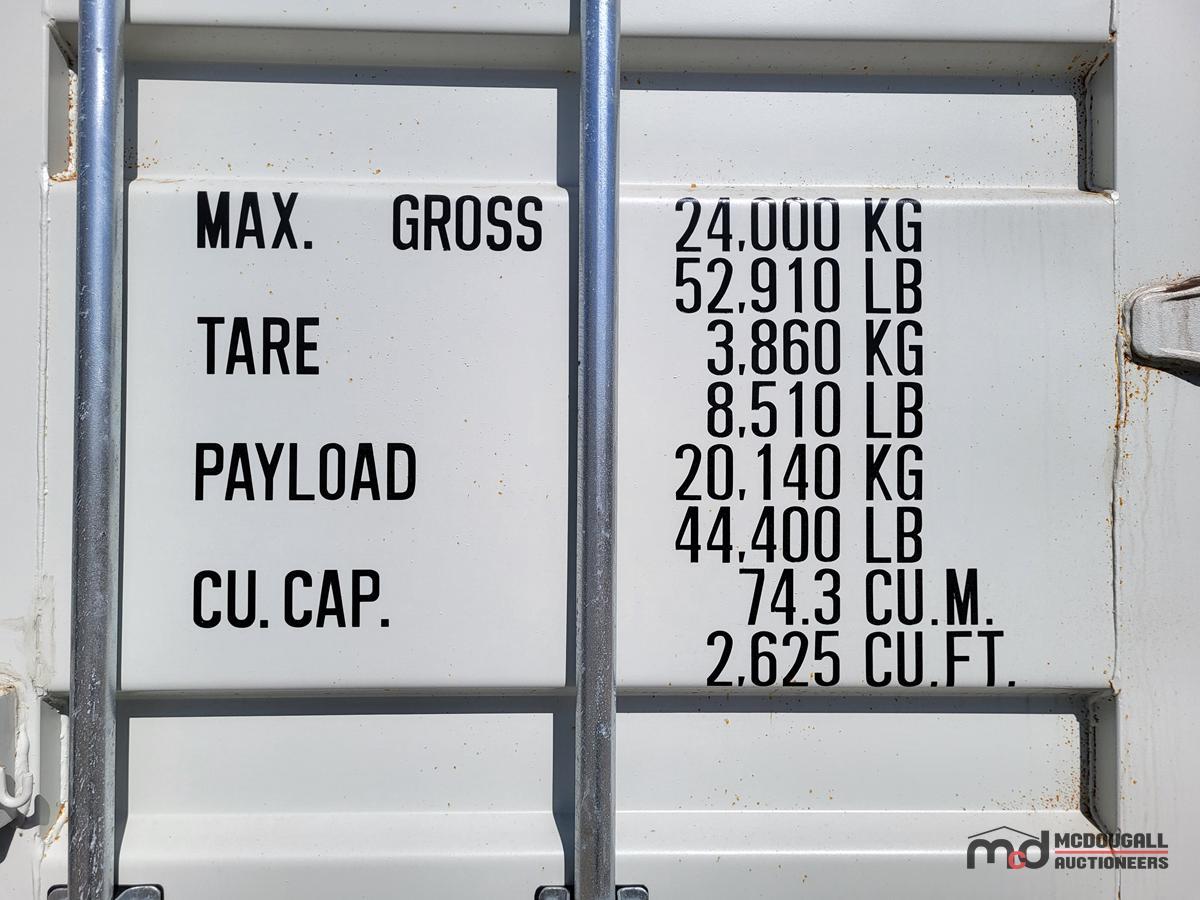 MAX. GROSS 24,000 KG
52,910 LB
TARE 3,860 KG
8,510 LB
PAYLOAD 20,140 KG
44,400 LB
CU. CAP. 74.3 CU.M.
2,625 CU.FT.
mcd MCDOUGALL
AUCTIONEERS